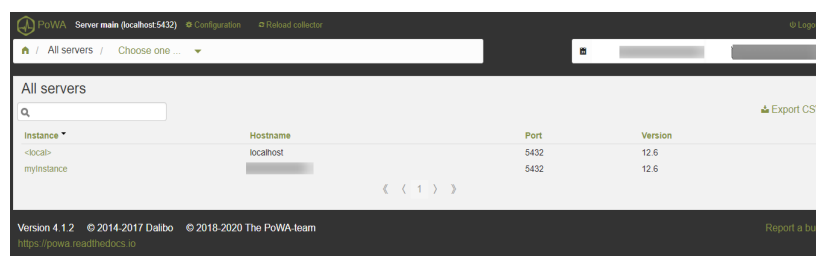 PoWA Server main (localhost:5432) Configuration Reload collector Logo
/ All servers / Choose one ...
All servers
Export CS
Instance Hostname Port Version
<local> localhost 5432 12.6
myInstance 5432 12.6
《 〈 1 〉 》
Version 4.1.2 © 2014-2017 Dalibo © 2018-2020 The PoWA-team Report a bu
https://powa.readthedocs.io